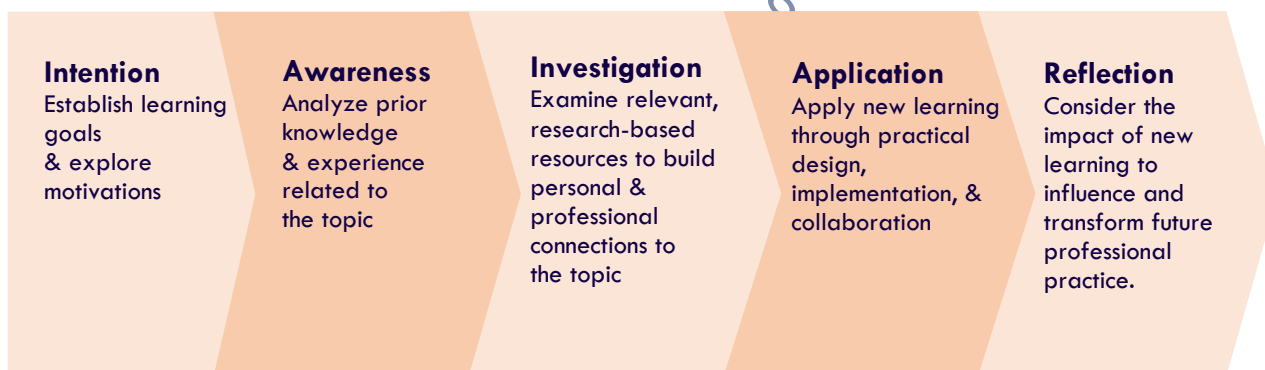 Intention
Establish learning
goals
& explore
motivations
Awareness
Analyze prior
knowledge
& experience
related to
the topic
Investigation
Examine relevant,
research-based
resources to build
personal &
professional
connections to
the topic
Application
Apply new learning
through practical
design,
implementation, &
collaboration
Reflection
Consider the
impact of new
learning to
influence and
transform future
professional
practice.